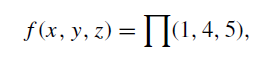 f(x, y, z) = ∏(1, 4, 5),